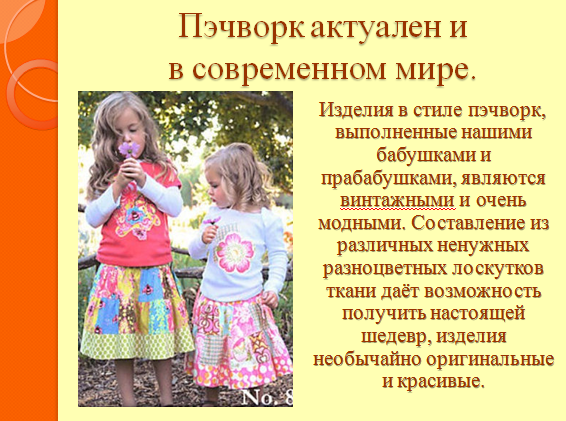 Пэчворк актуален и
в современном мире.
Изделия в стиле пэчворк,
выполненные нашими
бабушками и
прабабушками, являются
винтажными и очень
модными. Составление из
различных ненужных
разноцветных лоскутков
ткани даёт возможность
получить настоящей
шедевр, изделия
необычайно оригинальные
и красивые.
No. 8